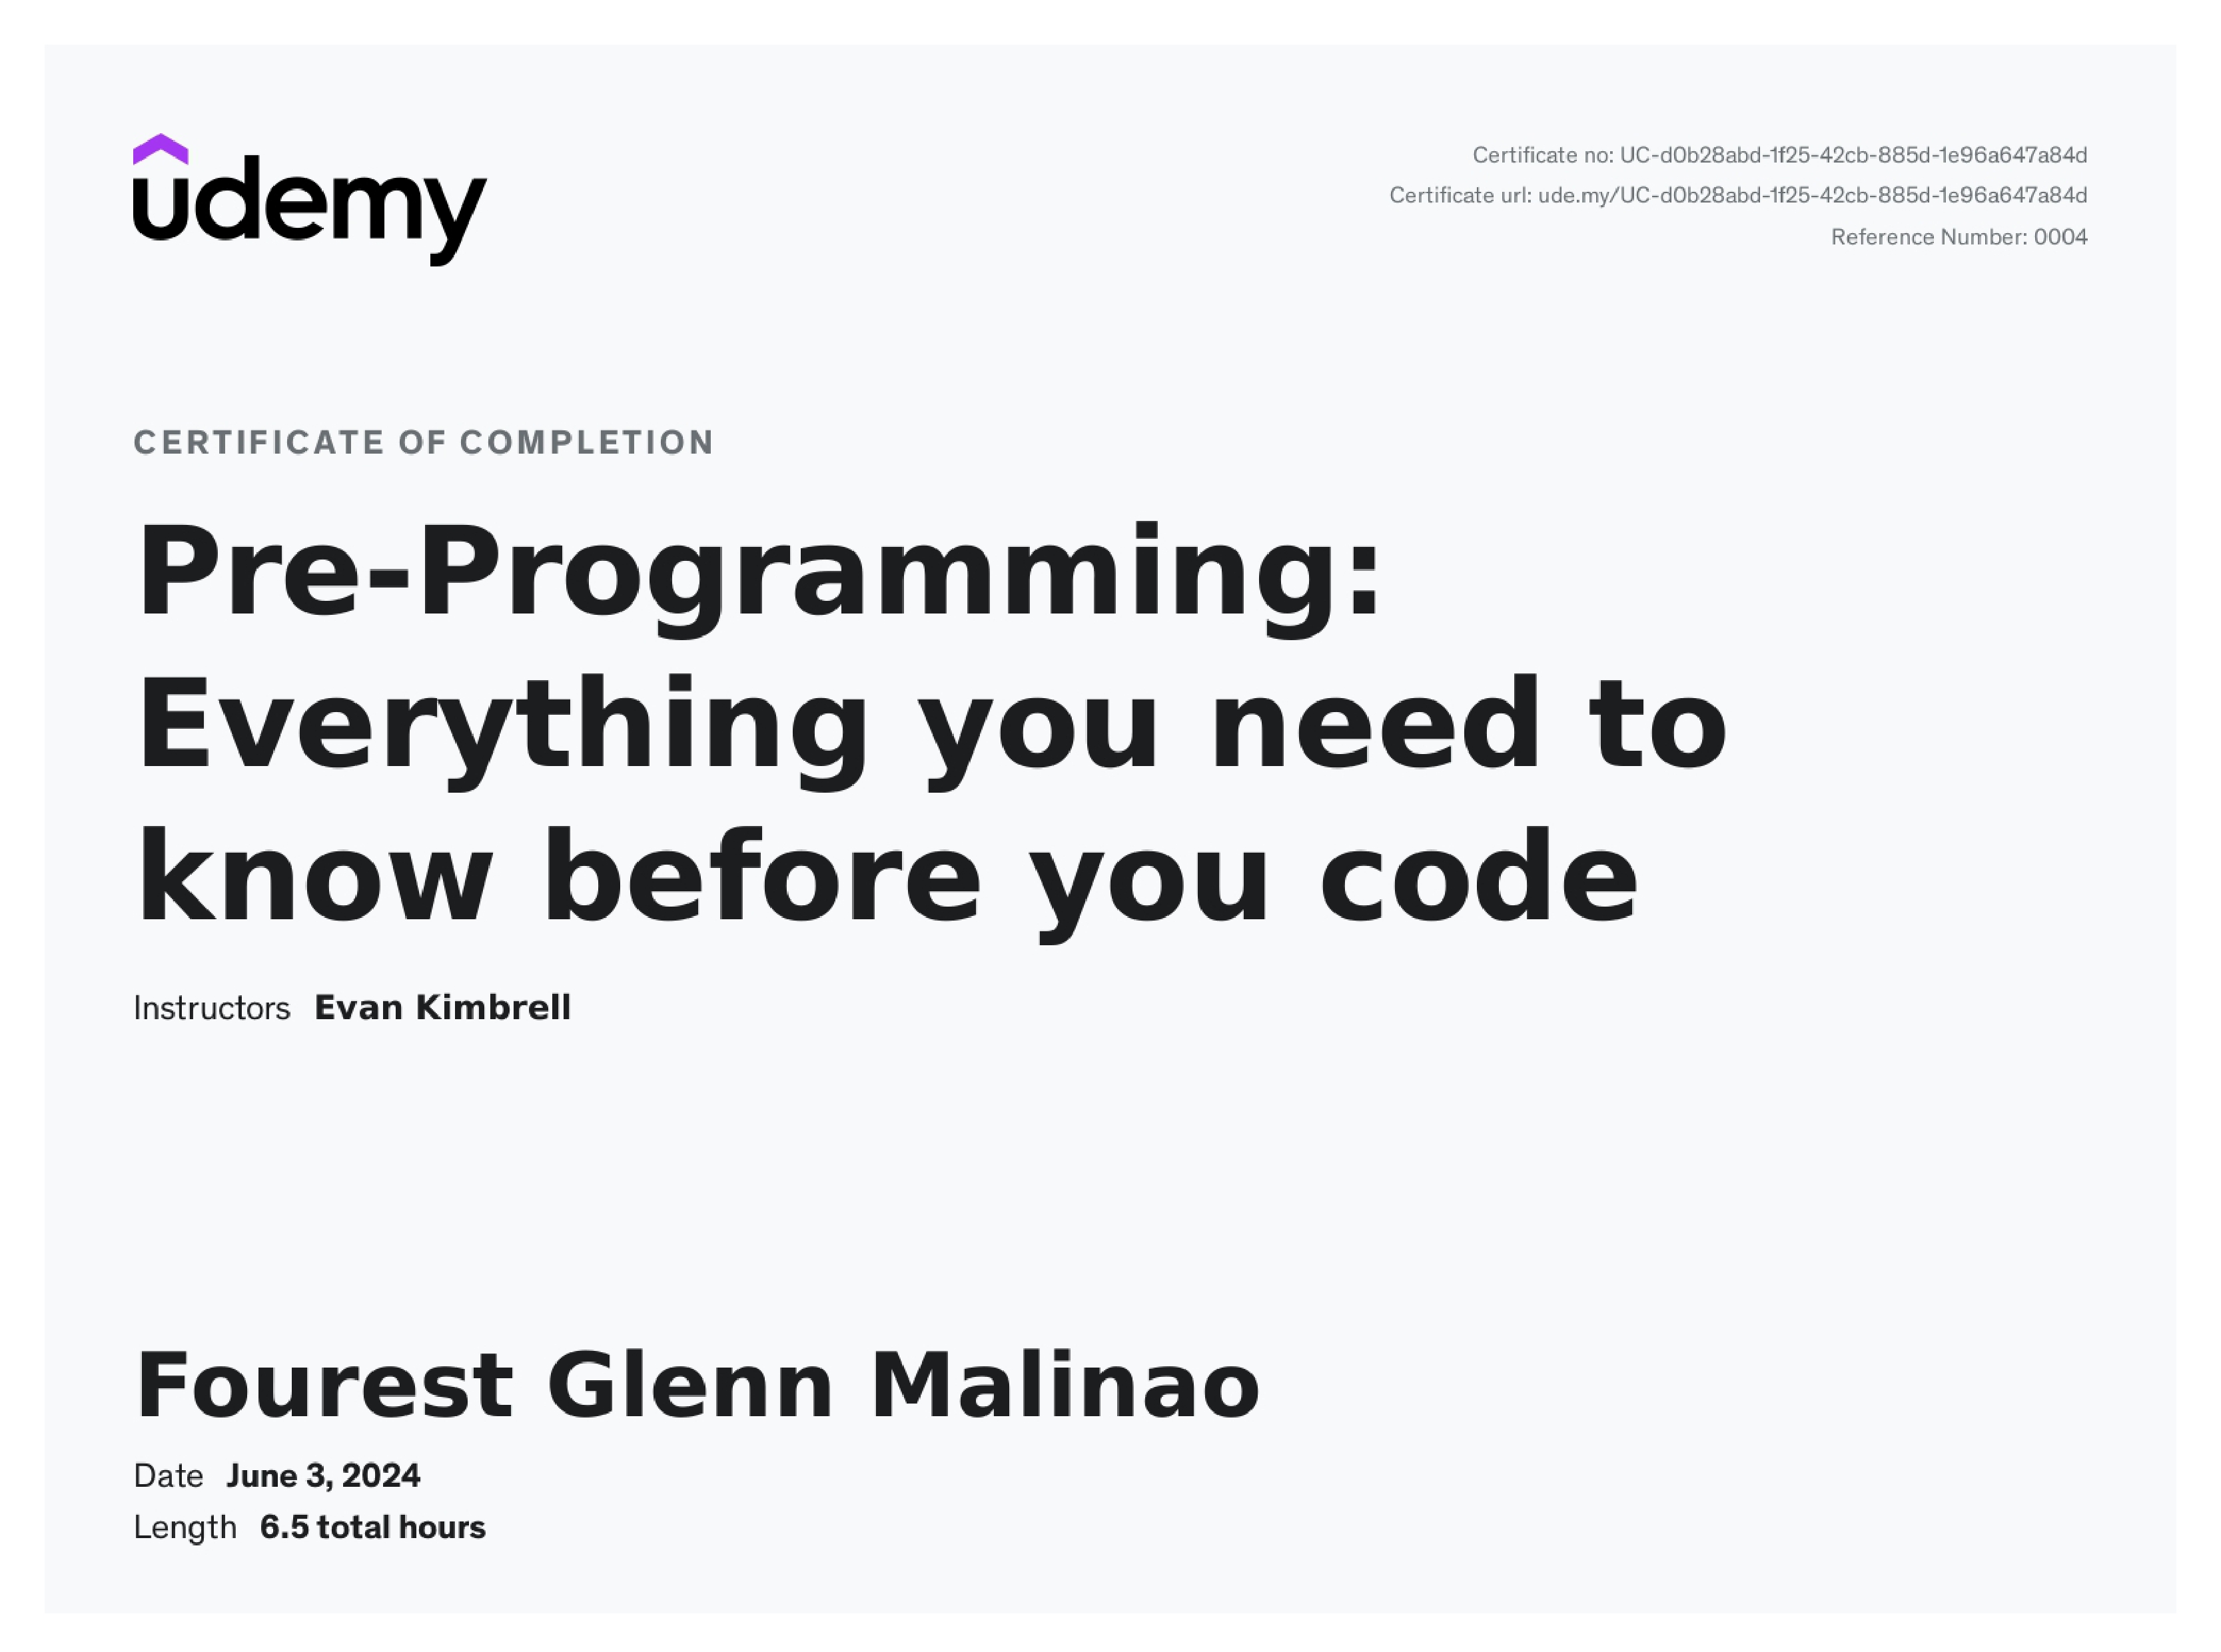 udemy
Certificate no: UC-d0b28abd-1f25-42cb-885d-1e96a647a84d
Certificate url: ude.my/UC-d0b28abd-1f25-42cb-885d-1e96a647a84d
Reference Number: 0004
CERTIFICATE OF COMPLETION
Pre-Programming:
Everything you need to
know before you code
Instructors Evan Kimbrell
Fourest Glenn Malinao
Date June 3, 2024
Length 6.5 total hours